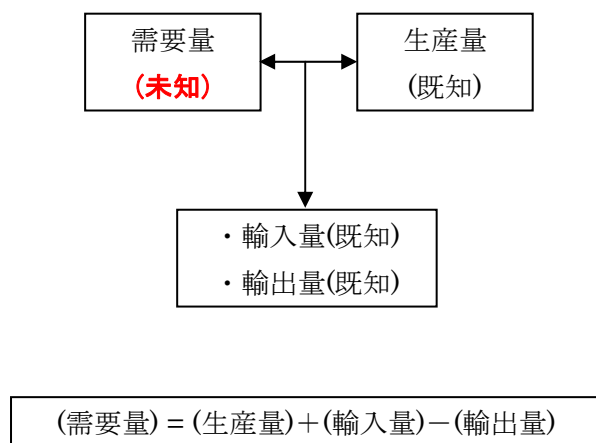 需要量
(未知)
生産量
(既知)
・輸入量(既知)
・輸出量(既知)
(需要量) = (生産量)＋(輸入量)－(輸出量)